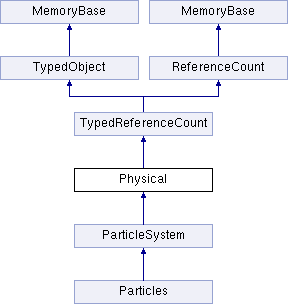 MemoryBase
MemoryBase
TypedObject
ReferenceCount
TypedReferenceCount
Physical
ParticleSystem
Particles